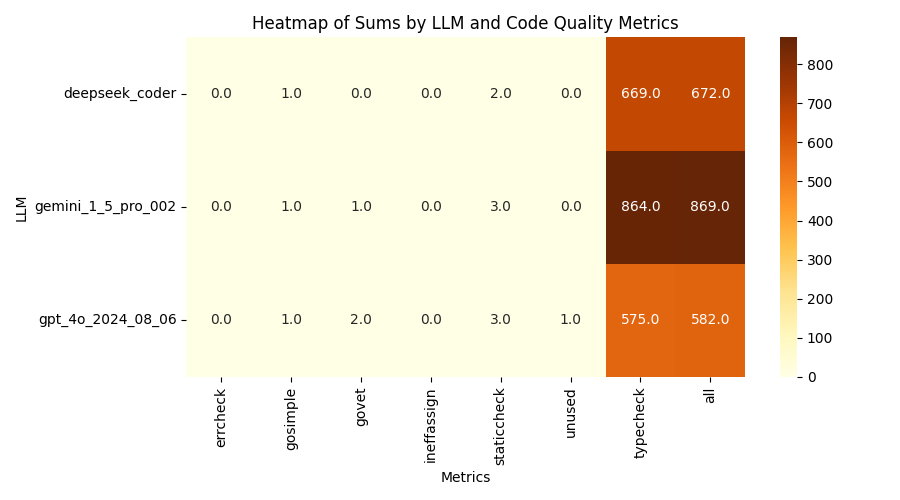 Heatmap of Sums by LLM and Code Quality Metrics
deepseek_coder 0.0 1.0 0.0 0.0 2.0 0.0 669.0 672.0
gemini_1_5_pro_002 0.0 1.0 1.0 0.0 3.0 0.0 864.0 869.0
gpt_4o_2024_08_06 0.0 1.0 2.0 0.0 3.0 1.0 575.0 582.0
LLM
errcheck gosimple govet ineffassign staticcheck unused typecheck all
Metrics
800
700
600
500
400
300
200
100
0